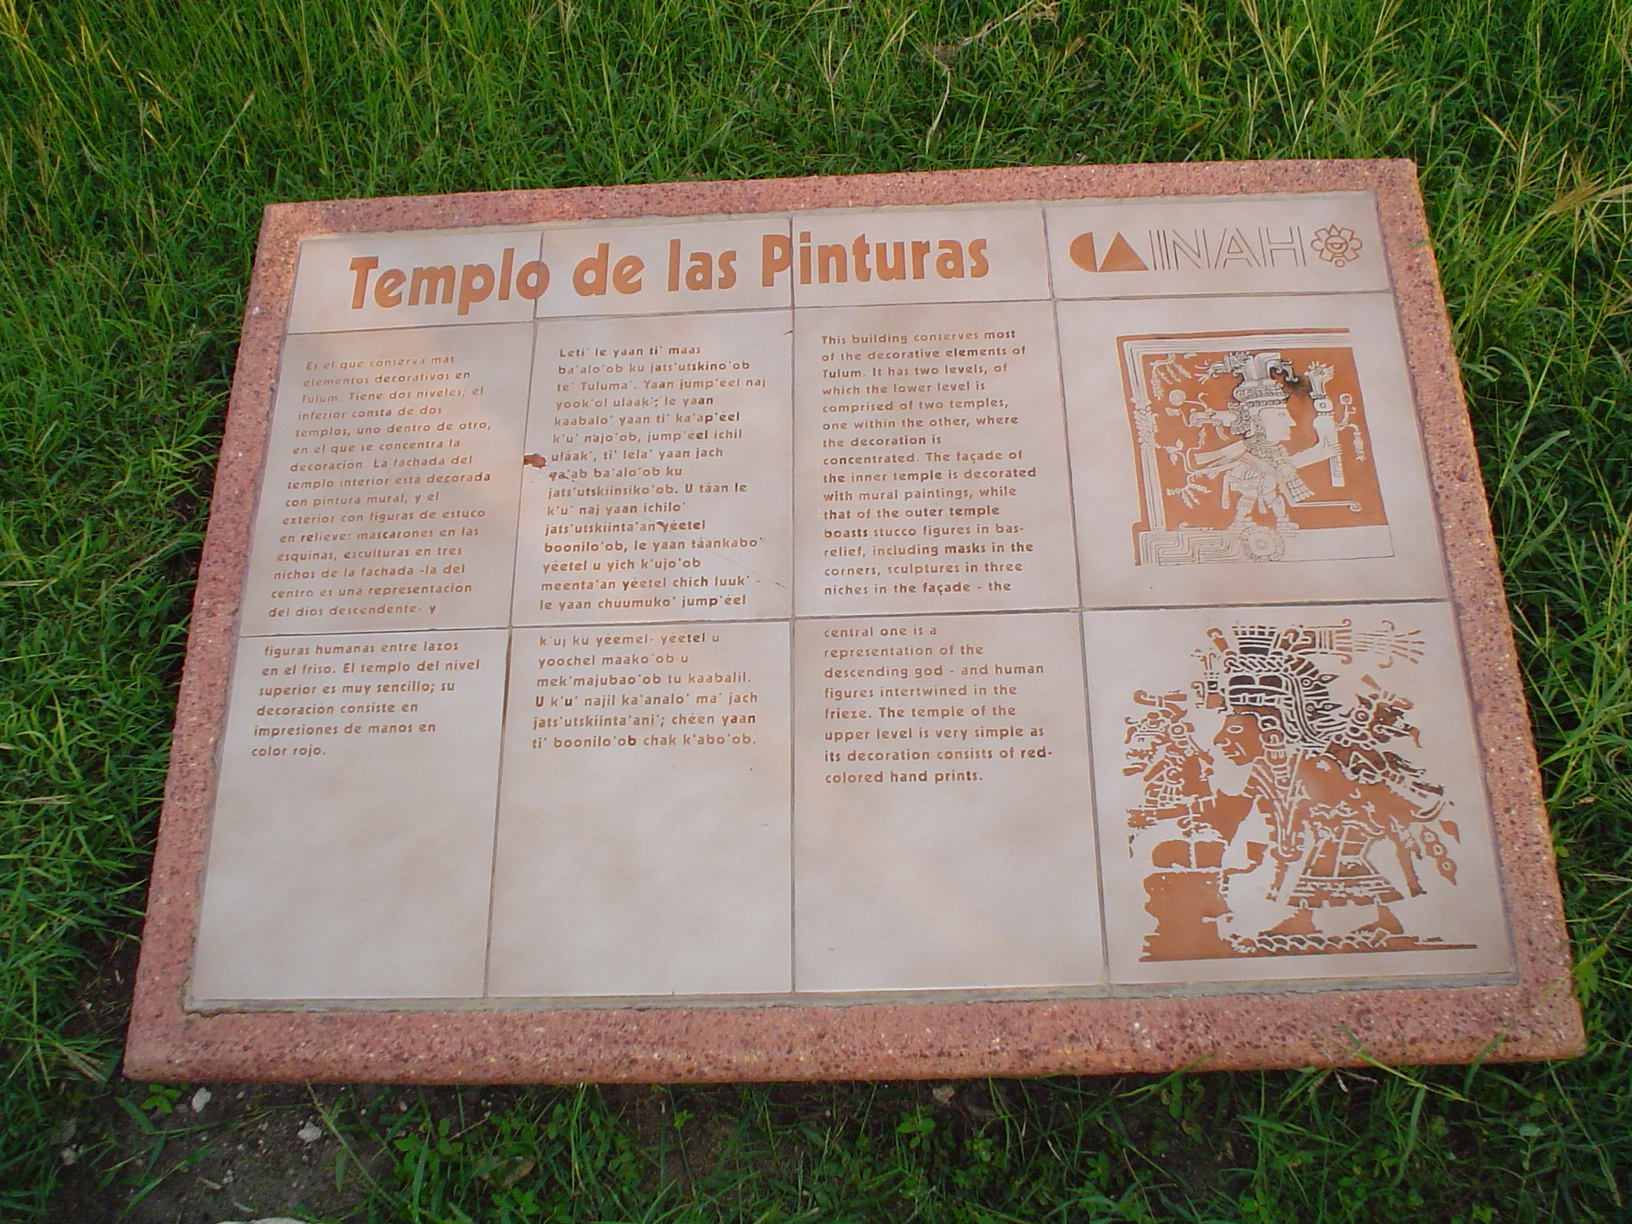 Templo de las Pinturas
INAH
Es el que conserva más
elementos decorativos en
Tulum. Tiene dos niveles; el
inferior consta de dos
templos, uno dentro de otro,
en el que se concentra la
decoración. La fachada del
templo interior está decorada
con pintura mural, y el
exterior con figuras de estuco
en relieve: mascarones en las
esquinas, esculturas en tres
nichos de la fachada -la del
centro es una representación
del dios descendente- y
figuras humanas entre lazos
en el friso. El templo del nivel
superior es muy sencillo; su
decoración consiste en
impresiones de manos en
color rojo.
Leti' le yaan ti' maas
ba'alo'ob ku jats'utskino'ob
te' Tuluma'. Yaan jump'éel naj
yook'ol uláak'; le yaan
kaabalo' yaan ti' ka'ap'éel
k'u' najo'ob, jump'éel ichil
uláak', ti' lela' yaan jach
ya'ab ba'alo'ob ku
jats'utskiinsiko'ob. U táan le
k'u' naj yaan ichilo'
jats'utskiinta'an yéetel
boonilo'ob, le yaan táankabo'
yéetel u yich k'ujo'ob
meenta'an yéetel chich luuk' -
le yaan chúumuko' jump'éel
k'uj ku yéemel- yéetel u
yoochel maako'ob u
mek'majubao'ob tu kaabalil.
U k'u' najil ka'analo' ma' jach
jats'utskiinta'ani'; chéen yaan
ti' boonilo'ob chak k'abo'ob.
This building conserves most
of the decorative elements of
Tulum. It has two levels, of
which the lower level is
comprised of two temples,
one within the other, where
the decoration is
concentrated. The façade of
the inner temple is decorated
with mural paintings, while
that of the outer temple
boasts stucco figures in bas-
relief, including masks in the
corners, sculptures in three
niches in the façade - the
central one is a
representation of the
descending god - and human
figures intertwined in the
frieze. The temple of the
upper level is very simple as
its decoration consists of red-
colored hand prints.